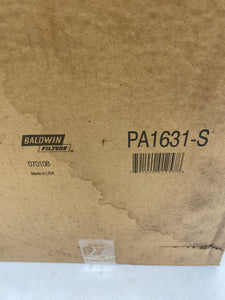 BALDWIN
FILTERS
PA1631-S
070108
Made in USA